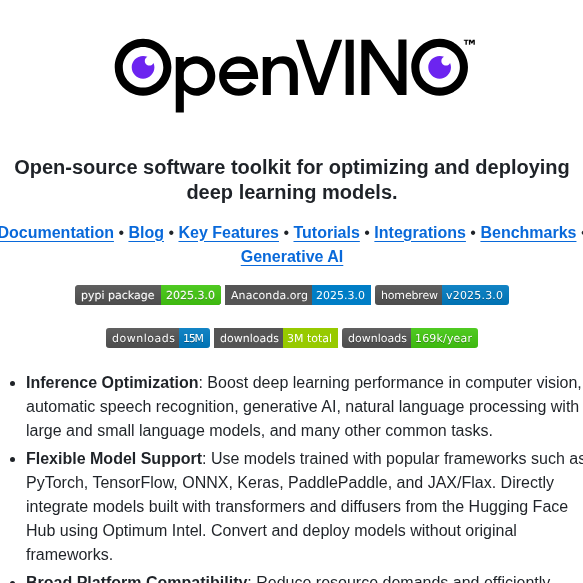 OpenVINO™
Open-source software toolkit for optimizing and deploying
deep learning models.
Documentation • Blog • Key Features • Tutorials • Integrations • Benchmarks •
Generative AI
pypi package 2025.3.0 Anaconda.org 2025.3.0 homebrew v2025.3.0
downloads 15M downloads 3M total downloads 169k/year
• Inference Optimization: Boost deep learning performance in computer vision,
automatic speech recognition, generative AI, natural language processing with
large and small language models, and many other common tasks.
• Flexible Model Support: Use models trained with popular frameworks such as
PyTorch, TensorFlow, ONNX, Keras, PaddlePaddle, and JAX/Flax. Directly
integrate models built with transformers and diffusers from the Hugging Face
Hub using Optimum Intel. Convert and deploy models without original
frameworks.
• Broad Platform Compatibility: Reduce resource demands and efficiently